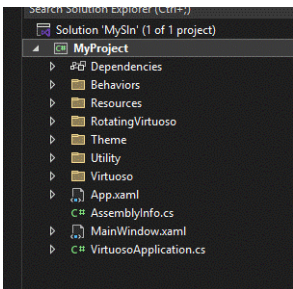 Search Solution Explorer (Ctrl+;)
Solution 'MySln' (1 of 1 project)
C# MyProject
Dependencies
Behaviors
Resources
RotatingVirtuoso
Theme
Utility
Virtuoso
App.xaml
C# AssemblyInfo.cs
MainWindow.xaml
C# VirtuosoApplication.cs